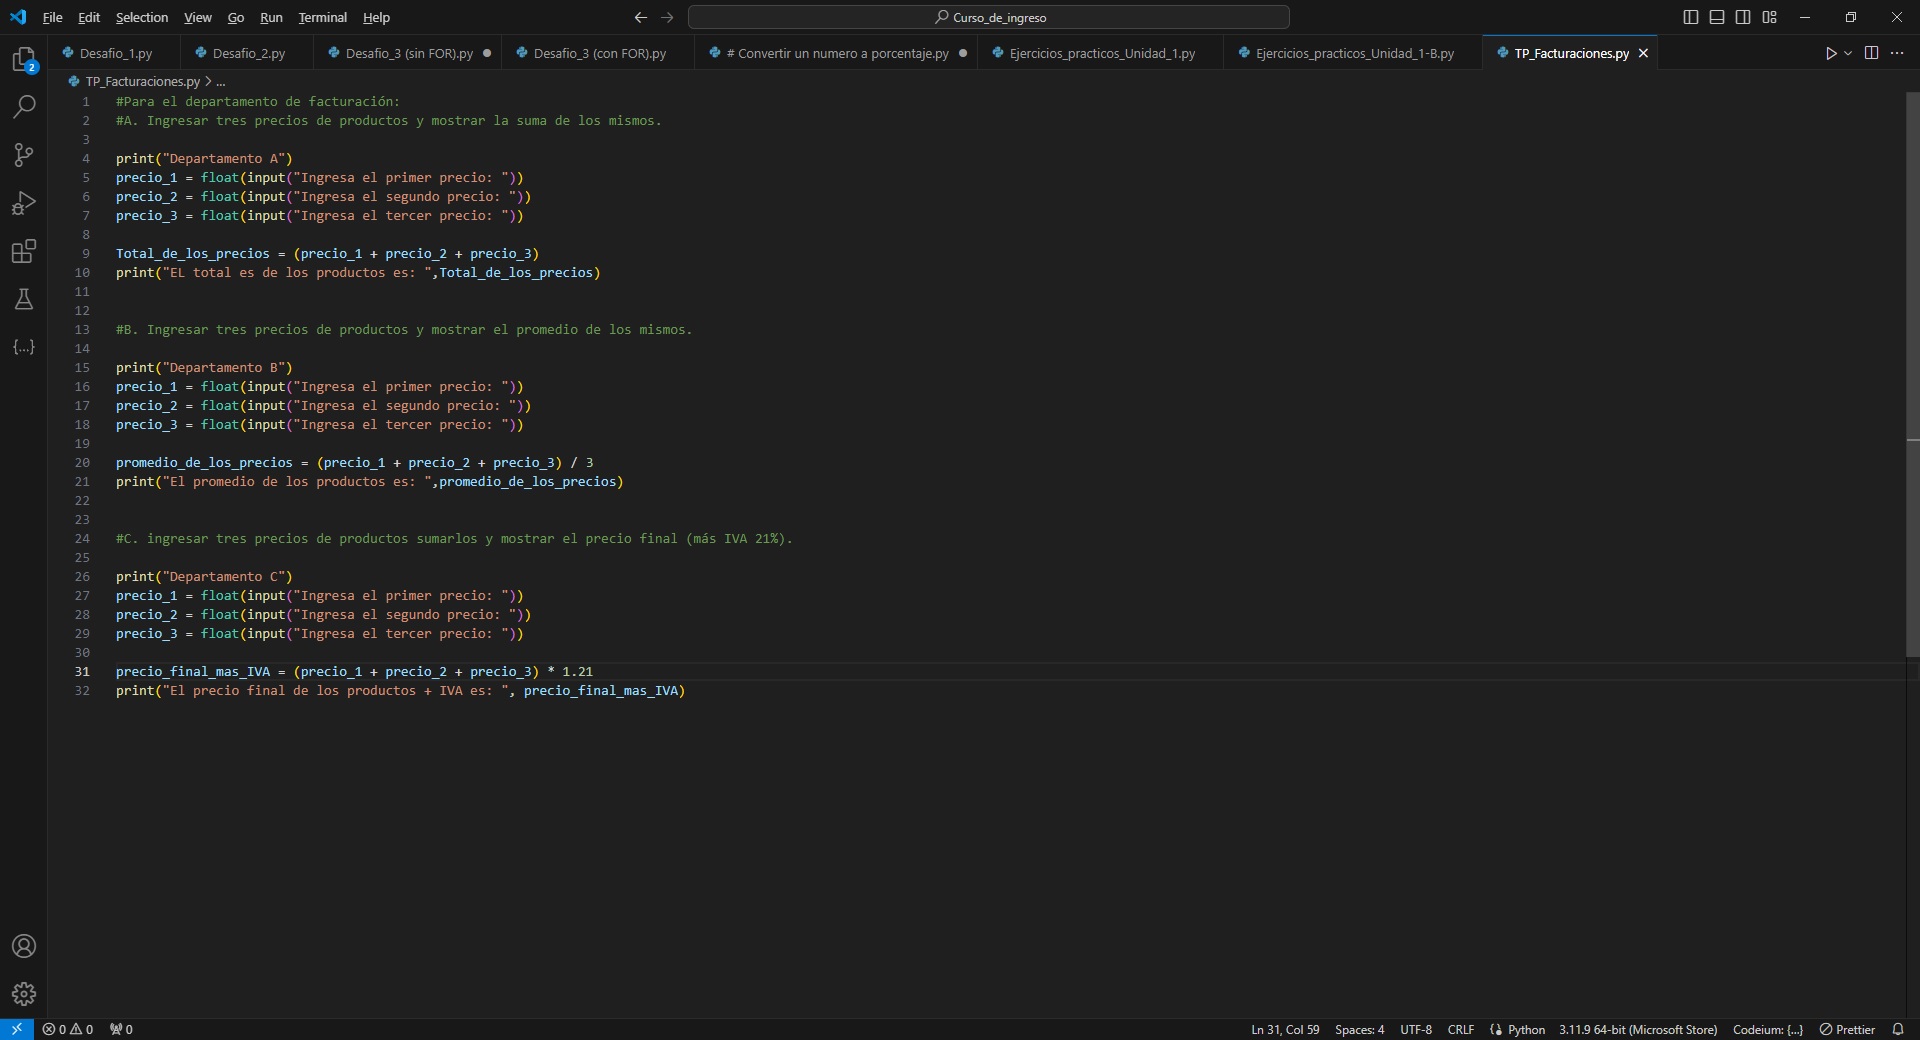 File Edit Selection View Go Run Terminal Help
Curso_de_ingreso
Desafio_1.py Desafio_2.py Desafio_3 (sin FOR).py Desafio_3 (con FOR).py # Convertir un numero a porcentaje.py Ejercicios_practicos_Unidad_1.py Ejercicios_practicos_Unidad_1-B.py TP_Facturaciones.py
2
TP_Facturaciones.py > ...
1 #Para el departamento de facturación:
2 #A. Ingresar tres precios de productos y mostrar la suma de los mismos.
3
4 print("Departamento A")
5 precio_1 = float(input("Ingresa el primer precio: "))
6 precio_2 = float(input("Ingresa el segundo precio: "))
7 precio_3 = float(input("Ingresa el tercer precio: "))
8
9 Total_de_los_precios = (precio_1 + precio_2 + precio_3)
10 print("EL total es de los productos es: ",Total_de_los_precios)
11
12
13 #B. Ingresar tres precios de productos y mostrar el promedio de los mismos.
14
15 print("Departamento B")
16 precio_1 = float(input("Ingresa el primer precio: "))
17 precio_2 = float(input("Ingresa el segundo precio: "))
18 precio_3 = float(input("Ingresa el tercer precio: "))
19
20 promedio_de_los_precios = (precio_1 + precio_2 + precio_3) / 3
21 print("El promedio de los productos es: ",promedio_de_los_precios)
22
23
24 #C. ingresar tres precios de productos sumarlos y mostrar el precio final (más IVA 21%).
25
26 print("Departamento C")
27 precio_1 = float(input("Ingresa el primer precio: "))
28 precio_2 = float(input("Ingresa el segundo precio: "))
29 precio_3 = float(input("Ingresa el tercer precio: "))
30
31 precio_final_mas_IVA = (precio_1 + precio_2 + precio_3) * 1.21
32 print("El precio final de los productos + IVA es: ", precio_final_mas_IVA)
0 0 0 Ln 31, Col 59 Spaces: 4 UTF-8 CRLF Python 3.11.9 64-bit (Microsoft Store) Codeium: {...} Prettier